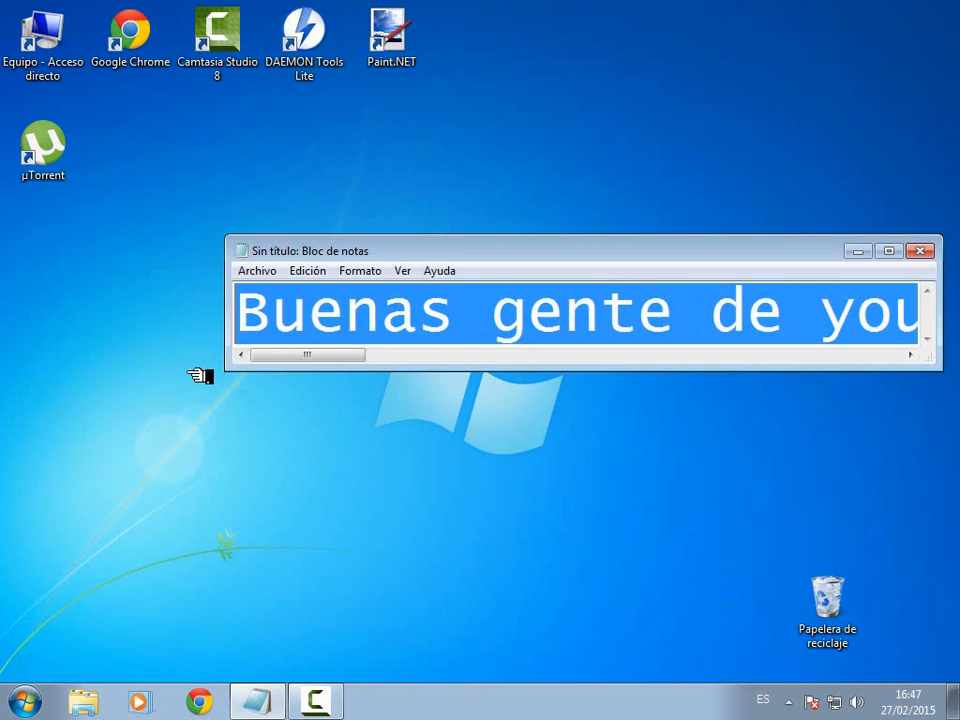 Equipo - Acceso directo
Google Chrome
Camtasia Studio 8
DAEMON Tools Lite
Paint.NET
µTorrent
Sin título: Bloc de notas
Archivo Edición Formato Ver Ayuda
Buenas gente de you
Papelera de reciclaje
ES
16:47
27/02/2015